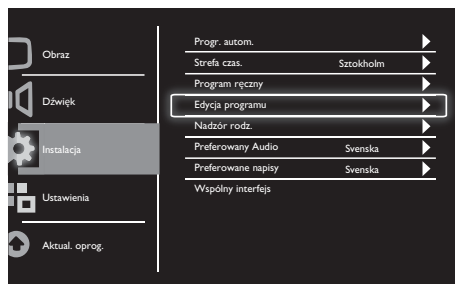 Obraz
Dźwięk
Instalacja
Ustawienia
Aktual. oprog.
Progr. autom.
Strefa czas. Sztokholm
Program ręczny
Edycja programu
Nadzór rodz.
Preferowany Audio Svenska
Preferowane napisy Svenska
Wspólny interfejs